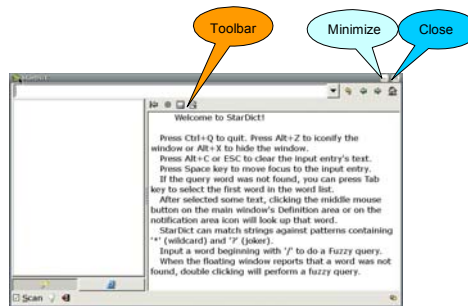 Toolbar
Minimize
Close
StarDict
Welcome to StarDict!
Press Ctrl+Q to quit. Press Alt+Z to iconify the
window or Alt+X to hide the window.
Press Alt+C or ESC to clear the input entry's text.
Press Space key to move focus to the input entry.
If the query word was not found, you can press Tab
key to select the first word in the word list.
After selected some text, clicking the middle mouse
button on the main window's Definition area or on the
notification area icon will look up that word.
StarDict can match strings against patterns containing
'*' (wildcard) and '?' (joker).
Input a word beginning with '/' to do a Fuzzy query.
When the floating window reports that a word was not
found, double clicking will perform a fuzzy query.
Scan